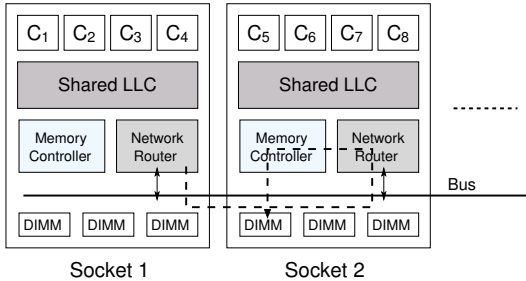 C1 C2 C3 C4 C5 C6 C7 C8
Shared LLC Shared LLC
Memory Controller Network Router Memory Controller Network Router
Bus
DIMM DIMM DIMM DIMM DIMM DIMM
Socket 1 Socket 2